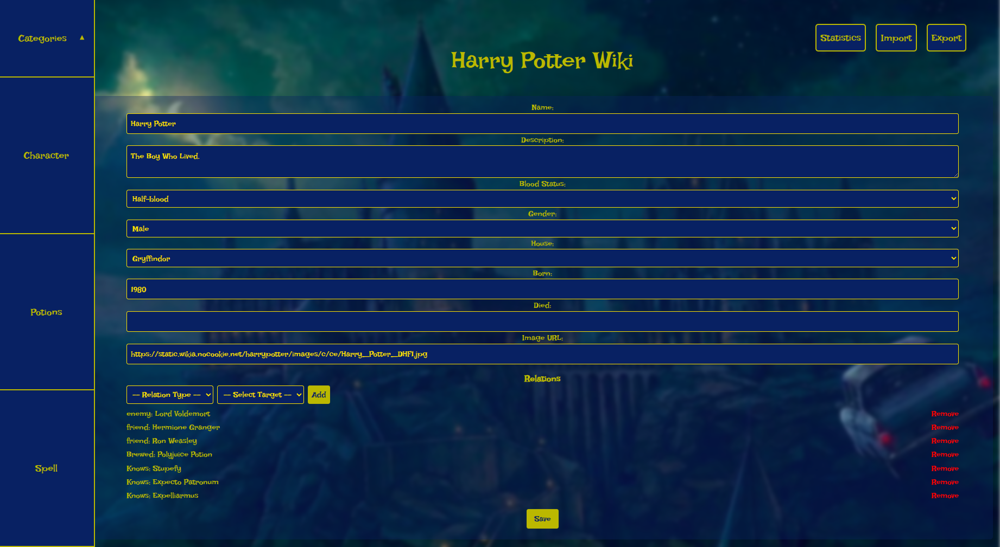 Categories ▲
Character
Potions
Spell
Statistics Import Export
Harry Potter Wiki
Name:
Harry Potter
Description:
The Boy Who Lived.
Blood Status:
Half-blood
Gender:
Male
House:
Gryffindor
Born:
1980
Died:
Image URL:
https://static.wikia.nocookie.net/harrypotter/images/c/ce/Harry_Potter_DHF1.jpg
Relations
-- Relation Type -- -- Select Target -- Add
enemy: Lord Voldemort Remove
friend: Hermione Granger Remove
friend: Ron Weasley Remove
Brewed: Polyjuice Potion Remove
Knows: Stupefy Remove
Knows: Expecto Patronum Remove
Knows: Expelliarmus Remove
Save